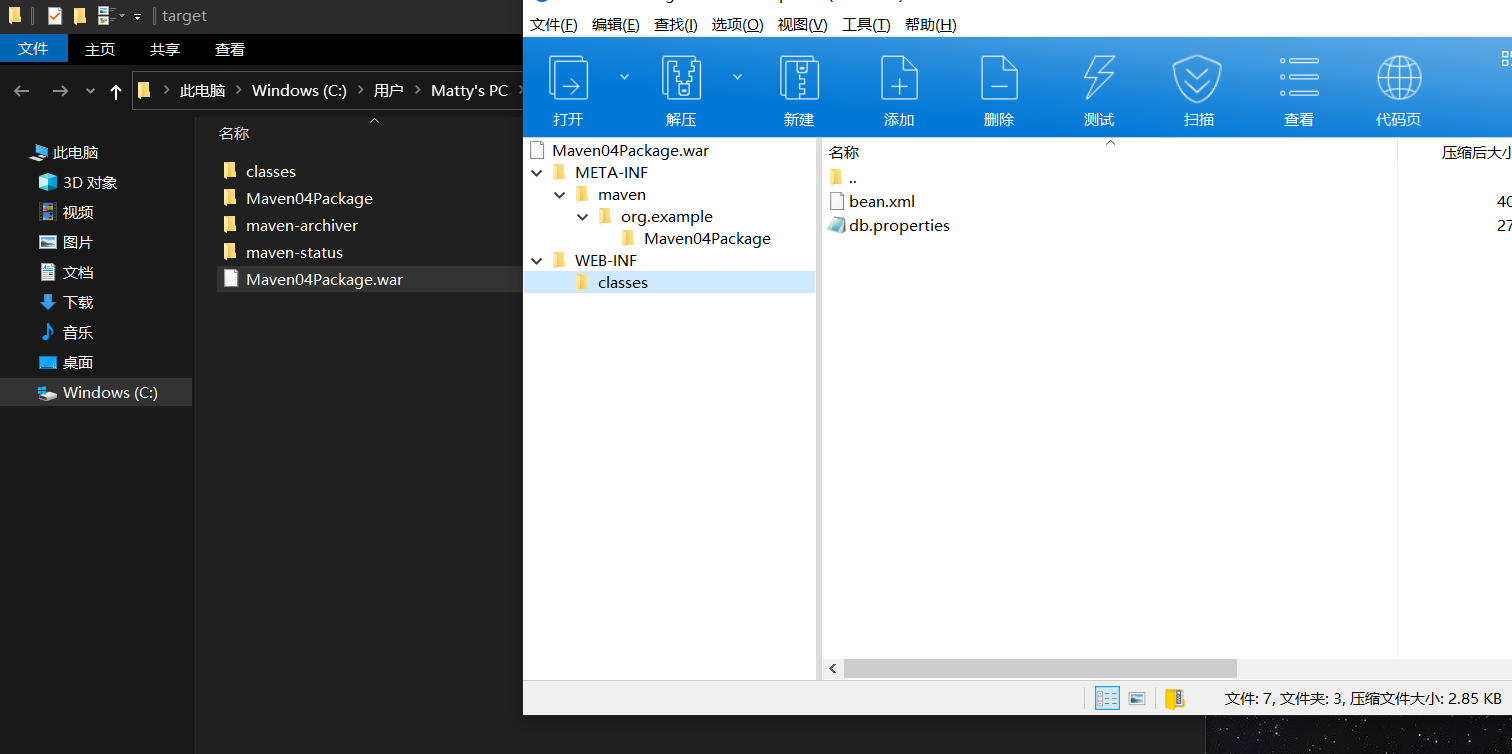 target
文件
主页
共享
查看
此电脑
Windows (C:)
用户
Matty's PC
名称
此电脑
3D 对象
视频
图片
文档
下载
音乐
桌面
Windows (C:)
classes
Maven04Package
maven-archiver
maven-status
Maven04Package.war
文件(F) 编辑(E) 查找(I) 选项(O) 视图(V) 工具(T) 帮助(H)
打开
解压
新建
添加
删除
测试
扫描
查看
代码页
Maven04Package.war
META-INF
maven
org.example
Maven04Package
WEB-INF
classes
名称
压缩后大小
..
bean.xml
40
db.properties
27
文件: 7, 文件夹: 3, 压缩文件大小: 2.85 KB